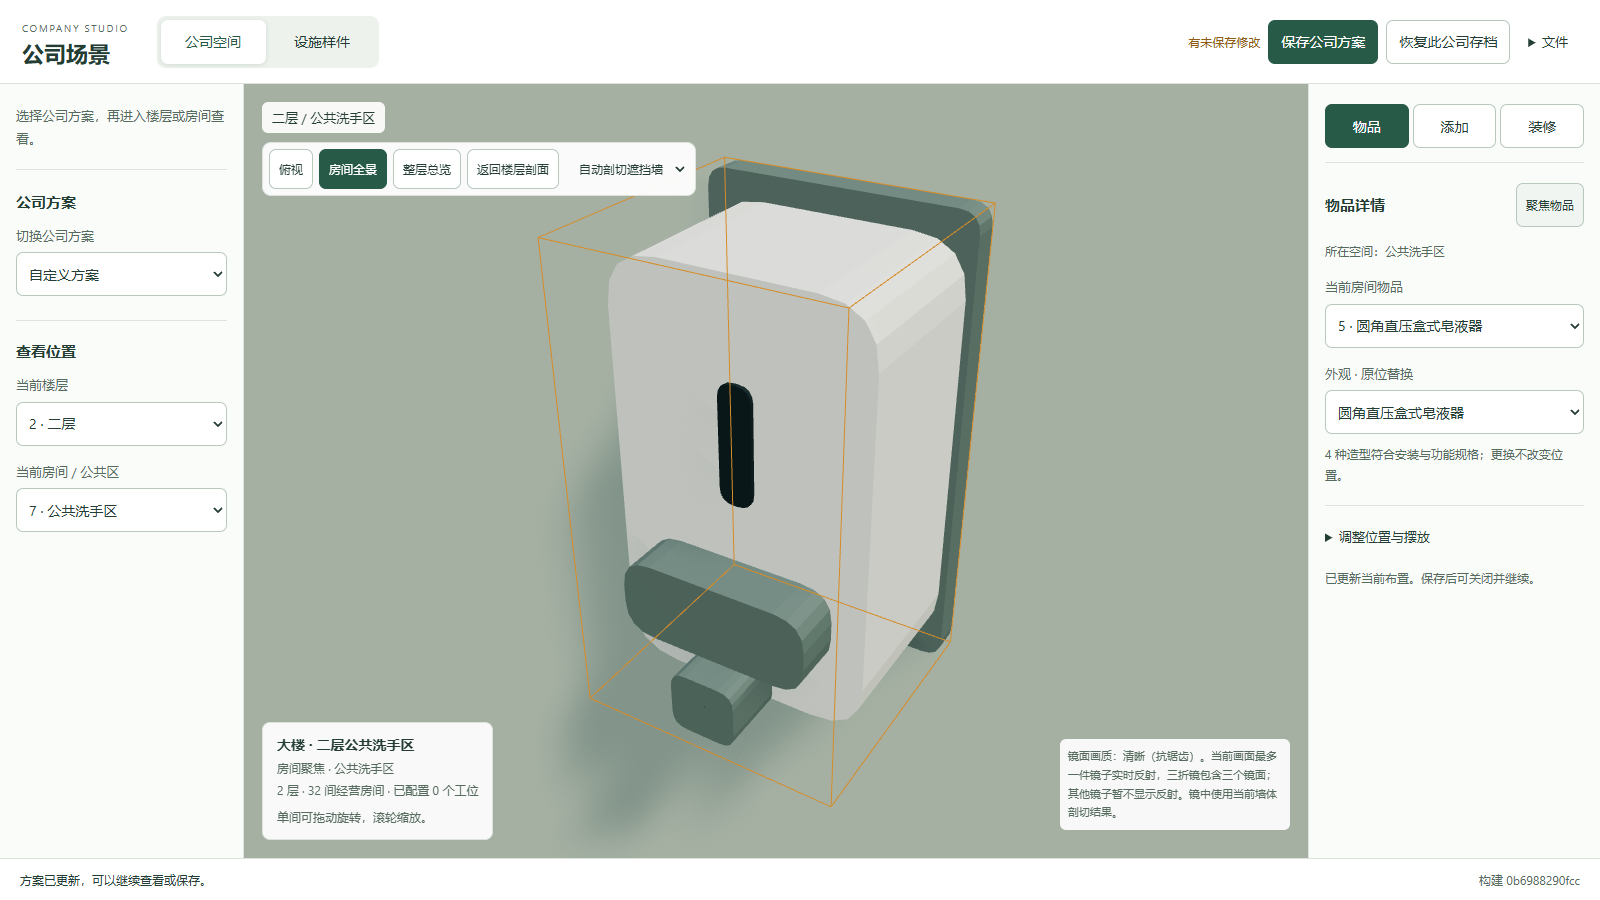 COMPANY STUDIO
公司场景
公司空间
设施样件
有未保存修改
保存公司方案
恢复此公司存档
文件
选择公司方案，再进入楼层或房间查
看。
公司方案
切换公司方案
自定义方案
查看位置
当前楼层
2 · 二层
当前房间 / 公共区
7 · 公共洗手区
二层 / 公共洗手区
俯视
房间全景
整层总览
返回楼层剖面
自动剖切遮挡墙
大楼 · 二层公共洗手区
房间聚焦 · 公共洗手区
2 层 · 32 间经营房间 · 已配置 0 个工位
单间可拖动旋转，滚轮缩放。
镜面画质：清晰（抗锯齿）。当前画面最多
一件镜子实时反射，三折镜包含三个镜面；
其他镜子暂不显示反射。镜中使用当前墙体
剖切结果。
物品
添加
装修
物品详情
聚焦物品
所在空间：公共洗手区
当前房间物品
5 · 圆角直压盒式皂液器
外观 · 原位替换
圆角直压盒式皂液器
4 种造型符合安装与功能规格；更换不改变位
置。
调整位置与摆放
已更新当前布置。保存后可关闭并继续。
方案已更新，可以继续查看或保存。
构建 0b6988290fcc